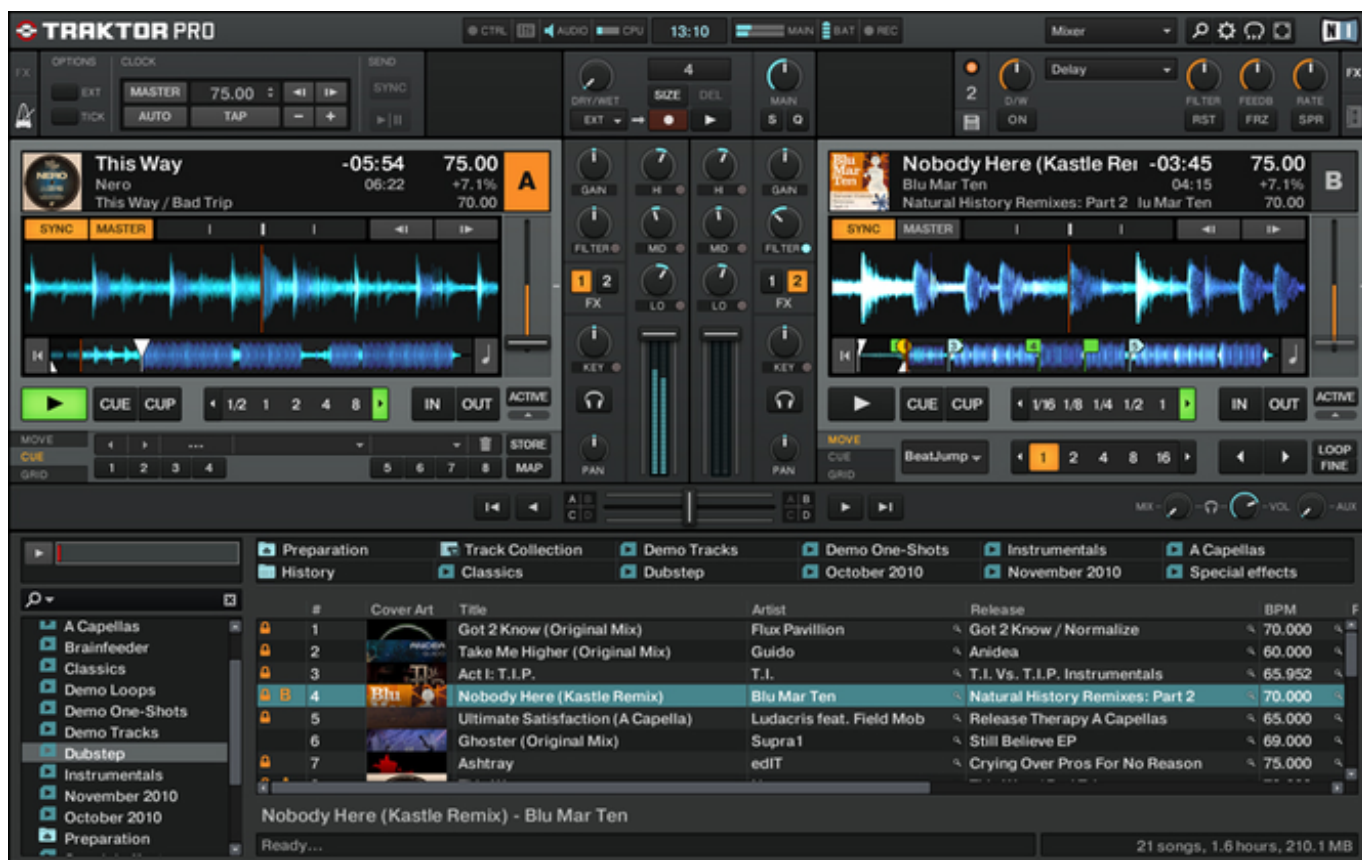 TRAKTOR PRO
CTRL AUDIO CPU 13:10 MAIN BAT REC Mixer
FX OPTIONS CLOCK SEND
EXT MASTER 75.00 SYNC
TICK AUTO TAP - +
DRY/WET 4 MAIN
SIZE DEL
EXT S Q
2 D/W Delay FILTER FEEDB RATE FX
ON RST FRZ SPR
This Way -05:54 75.00 A
Nero 06:22 +7.1%
This Way / Bad Trip 70.00
NERO
SYNC MASTER
GAIN HI HI GAIN
FILTER MID MID FILTER
1 2 LO LO 1 2
FX FX
KEY KEY
PAN PAN
Blu Mar Ten
Nobody Here (Kastle Rei -03:45 75.00 B
Blu Mar Ten 04:15 +7.1%
Natural History Remixes: Part 2 lu Mar Ten 70.00
SYNC MASTER
3 4 5
CUE CUP 1/2 1 2 4 8 IN OUT ACTIVE
CUE CUP 1/16 1/8 1/4 1/2 1 IN OUT ACTIVE
MOVE ... STORE
CUE 1 2 3 4 5 6 7 8 MAP
GRID
MOVE
CUE BeatJump 1 2 4 8 16 LOOP
GRID FINE
A B
C D
A B
C D
MIX VOL AUX
Preparation Track Collection Demo Tracks Demo One-Shots Instrumentals A Capellas
History Classics Dubstep October 2010 November 2010 Special effects
A Capellas
Brainfeeder
Classics
Demo Loops
Demo One-Shots
Demo Tracks
Dubstep
Instrumentals
November 2010
October 2010
Preparation
# Cover Art Title Artist Release BPM
1 Got 2 Know (Original Mix) Flux Pavillion Got 2 Know / Normalize 70.000
2 Take Me Higher (Original Mix) Guido Anidea 60.000
3 Act I: T.I.P. T.I. T.I. Vs. T.I.P. Instrumentals 65.952
B 4 Blu Nobody Here (Kastle Remix) Blu Mar Ten Natural History Remixes: Part 2 70.000
5 Ultimate Satisfaction (A Capella) Ludacris feat. Field Mob Release Therapy A Capellas 65.000
6 Ghoster (Original Mix) Supra1 Still Believe EP 69.000
7 Ashtray edIT Crying Over Pros For No Reason 75.000
Nobody Here (Kastle Remix) - Blu Mar Ten
Ready... 21 songs, 1.6 hours, 210.1 MB